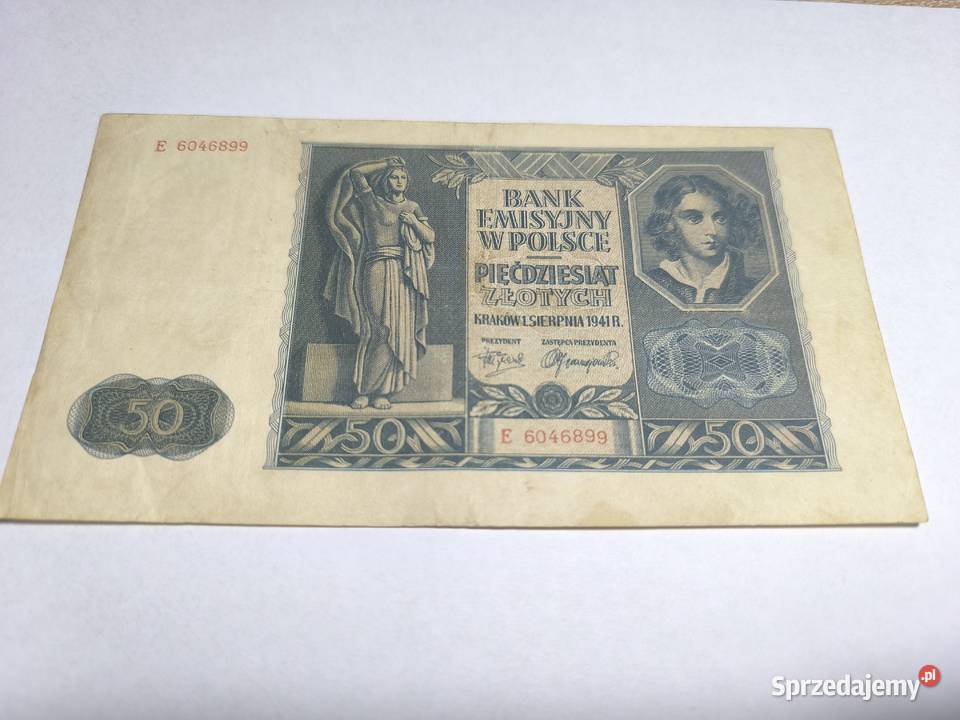 E 6046899
BANK
EMISYJNY
W POLSCE
PIĘĆDZIESIĄT
ZŁOTYCH
KRAKÓW 1. SIERPNIA 1941 R.
PREZYDENT ZASTĘPCA PREZYDENTA
50
50
E 6046899
50
Sprzedajemy.pl